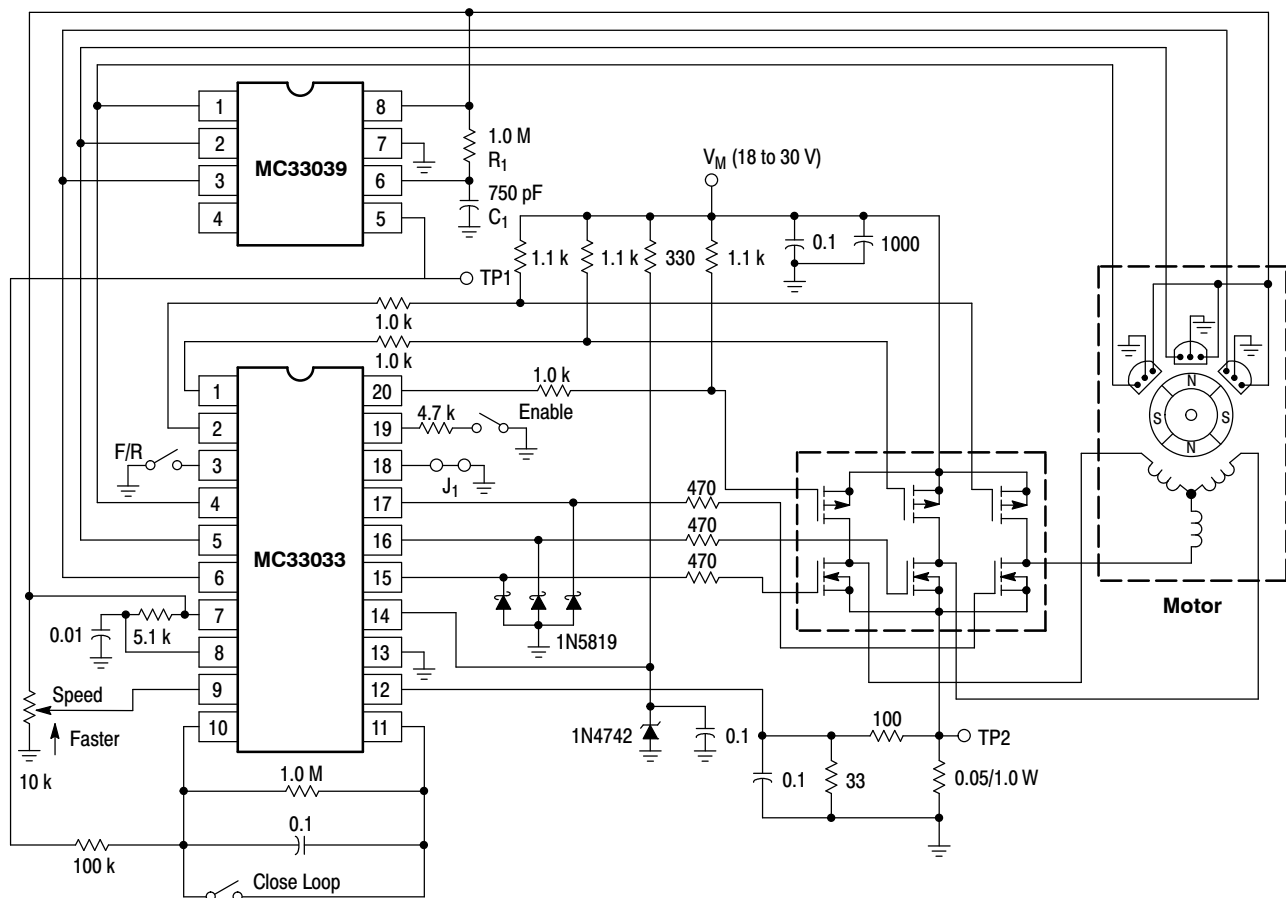 1
2
3
4
MC33039
8
7
6
5
1.0 M
R1
750 pF
C1
VM (18 to 30 V)
1.1 k
1.1 k
330
1.1 k
0.1
1000
TP1
1.0 k
1.0 k
1
2
3
4
5
6
7
8
9
10
MC33033
20
19
18
17
16
15
14
13
12
11
1.0 k
4.7 k
Enable
F/R
J1
470
470
470
1N5819
N
S
S
N
Motor
0.01
5.1 k
Speed
Faster
10 k
1N4742
0.1
100
TP2
0.1
33
0.05/1.0 W
1.0 M
0.1
100 k
Close Loop